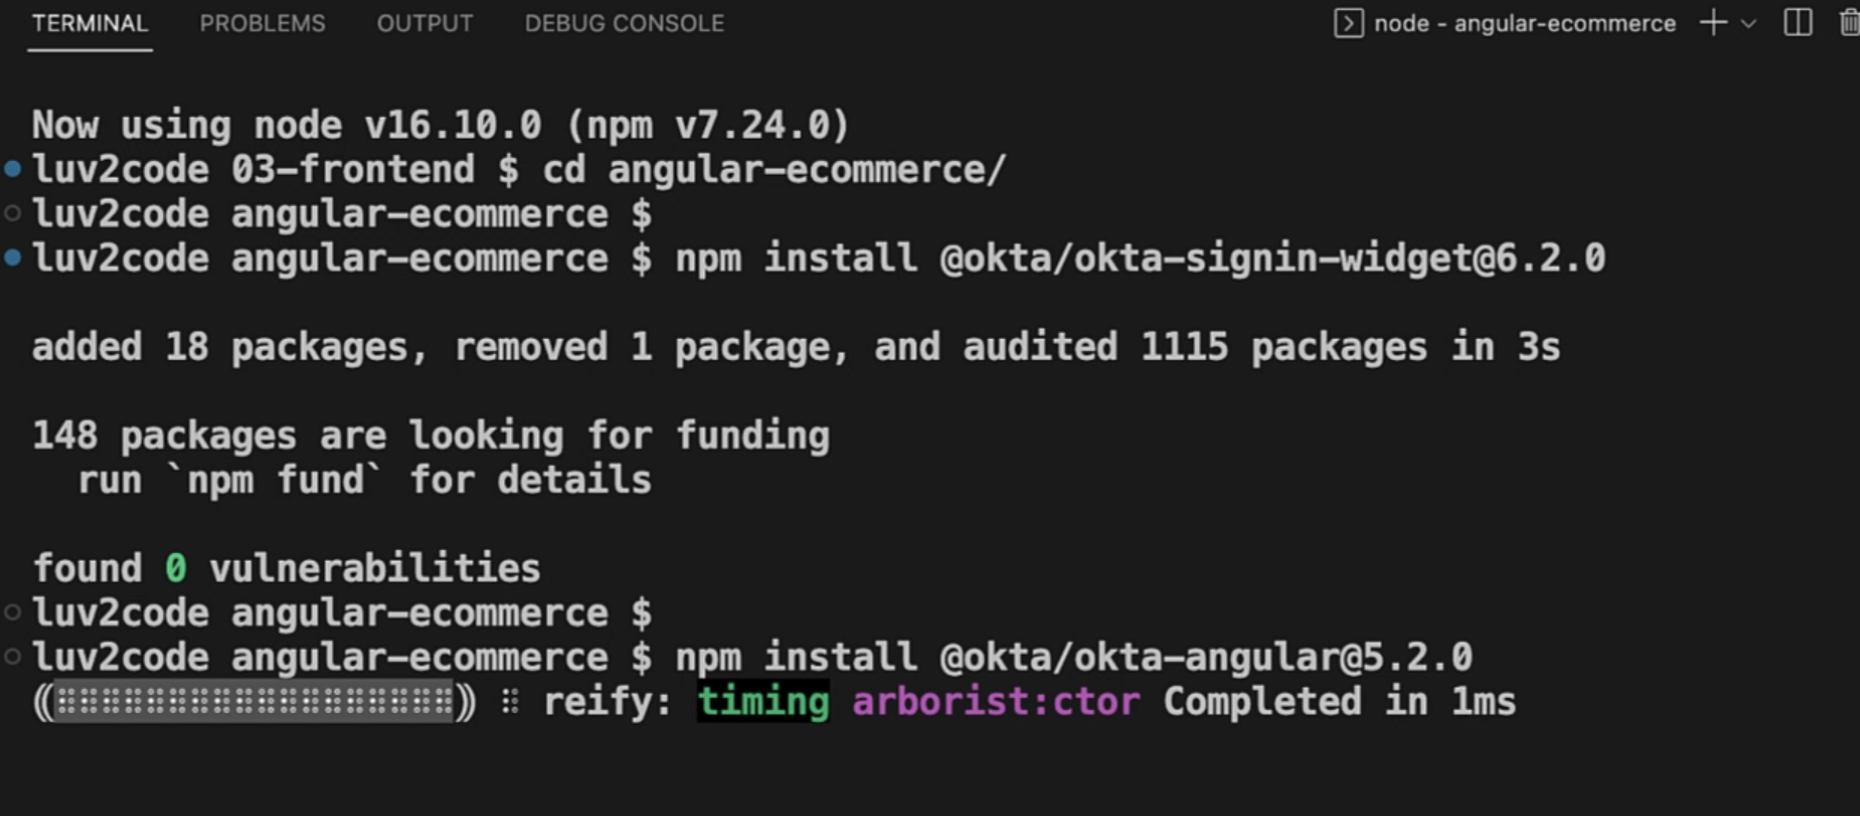 TERMINAL PROBLEMS OUTPUT DEBUG CONSOLE node - angular-ecommerce
Now using node v16.10.0 (npm v7.24.0)
luv2code 03-frontend $ cd angular-ecommerce/
luv2code angular-ecommerce $
luv2code angular-ecommerce $ npm install @okta/okta-signin-widget@6.2.0
added 18 packages, removed 1 package, and audited 1115 packages in 3s
148 packages are looking for funding
run `npm fund` for details
found 0 vulnerabilities
luv2code angular-ecommerce $
luv2code angular-ecommerce $ npm install @okta/okta-angular@5.2.0
(⠿⠿⠿⠿⠿⠿⠿⠿⠿⠿⠿⠿⠿⠿⠿⠿⠿⠿) ⠸ reify: timing arborist:ctor Completed in 1ms